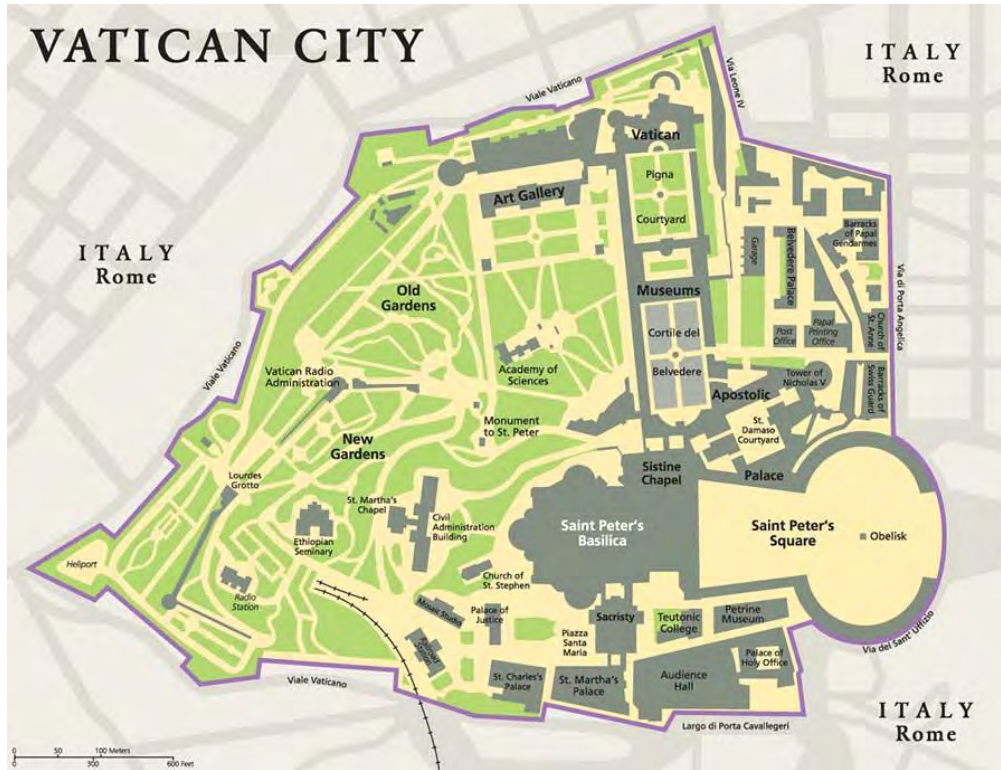 VATICAN CITY
ITALY
Rome
Viale Vaticano
Via Leone IV
Vatican
Pigna
Courtyard
Art Gallery
Barracks
of Papal
Gendarmes
Garage
Belvedere Palace
ITALY
Rome
Via di Porta Angelica
Old
Gardens
Museums
Cortile del
Belvedere
Post
Office
Papal
Printing
Office
Church of
St. Anne
Viale Vaticano
Vatican Radio
Administration
Academy of
Sciences
Tower of
Nicholas V
Barracks of
Swiss Guard
Apostolic
Monument
to St. Peter
St.
Damaso
Courtyard
New
Gardens
Sistine
Chapel
Palace
Lourdes
Grotto
St. Martha's
Chapel
Civil
Administration
Building
Ethiopian
Seminary
Saint Peter's
Basilica
Saint Peter's
Square
Obelisk
Heliport
Radio
Station
Church of
St. Stephen
Mosaic Studio
Palace of
Justice
Sacristy
Teutonic
College
Petrine
Museum
Piazza
Santa
Maria
Railroad
Station
Via del Sant' Uffizio
Palace of
Holy Office
Viale Vaticano
St. Charles's
Palace
St. Martha's
Palace
Audience
Hall
Largo di Porta Cavallegeri
ITALY
Rome
0 50 100 Meters
0 300 600 Feet